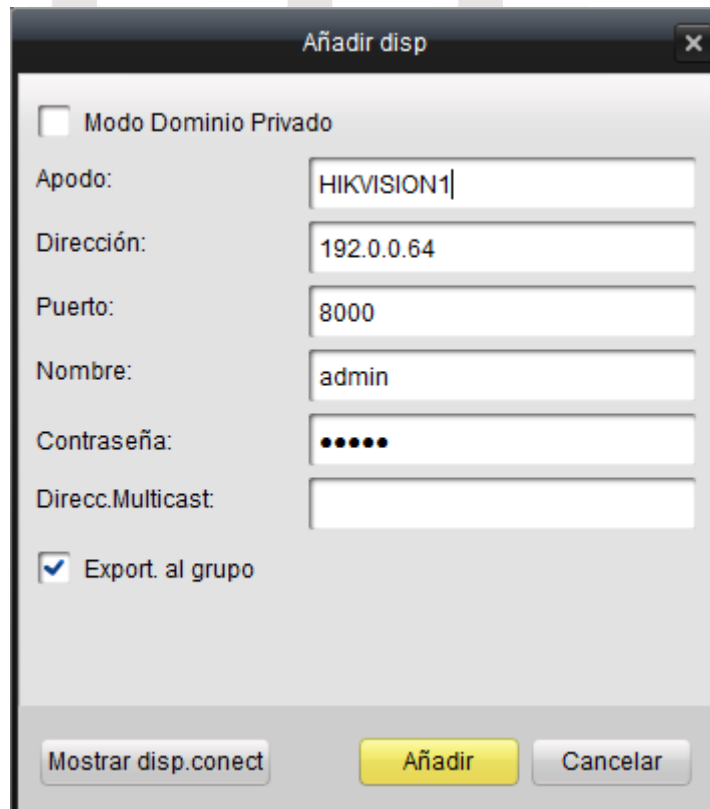 Añadir disp
Modo Dominio Privado
Apodo: HIKVISION1
Dirección: 192.0.0.64
Puerto: 8000
Nombre: admin
Contraseña: •••••
Direcc.Multicast:
Export. al grupo
Mostrar disp.conect Añadir Cancelar